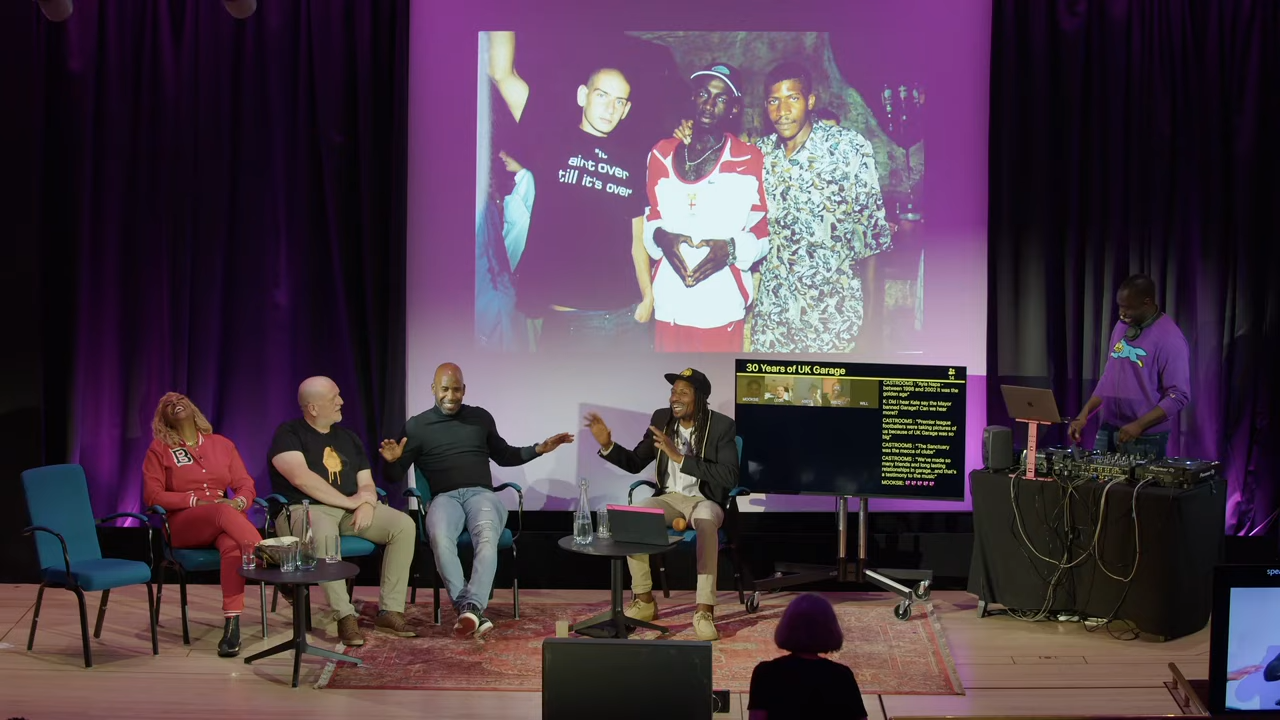 "it
aint over
till it's over"
30 Years of UK Garage
14
MOOKSIE
WILL
CASTROOMS : "Ayia Napa -
between 1998 and 2002 it was the
golden age"
K: Did I hear Kele say the Mayor
banned Garage? Can we hear
more!?
CASTROOMS : "Premier league
footballers were taking pictures of
us because of UK Garage was so
big"
CASTROOMS : "The Sanctuary
was the mecca of clubs"
CASTROOMS : "We've made so
many friends and long lasting
relationships in garage...and that's
a testimony to the music"
MOOKSIE:
B
spe